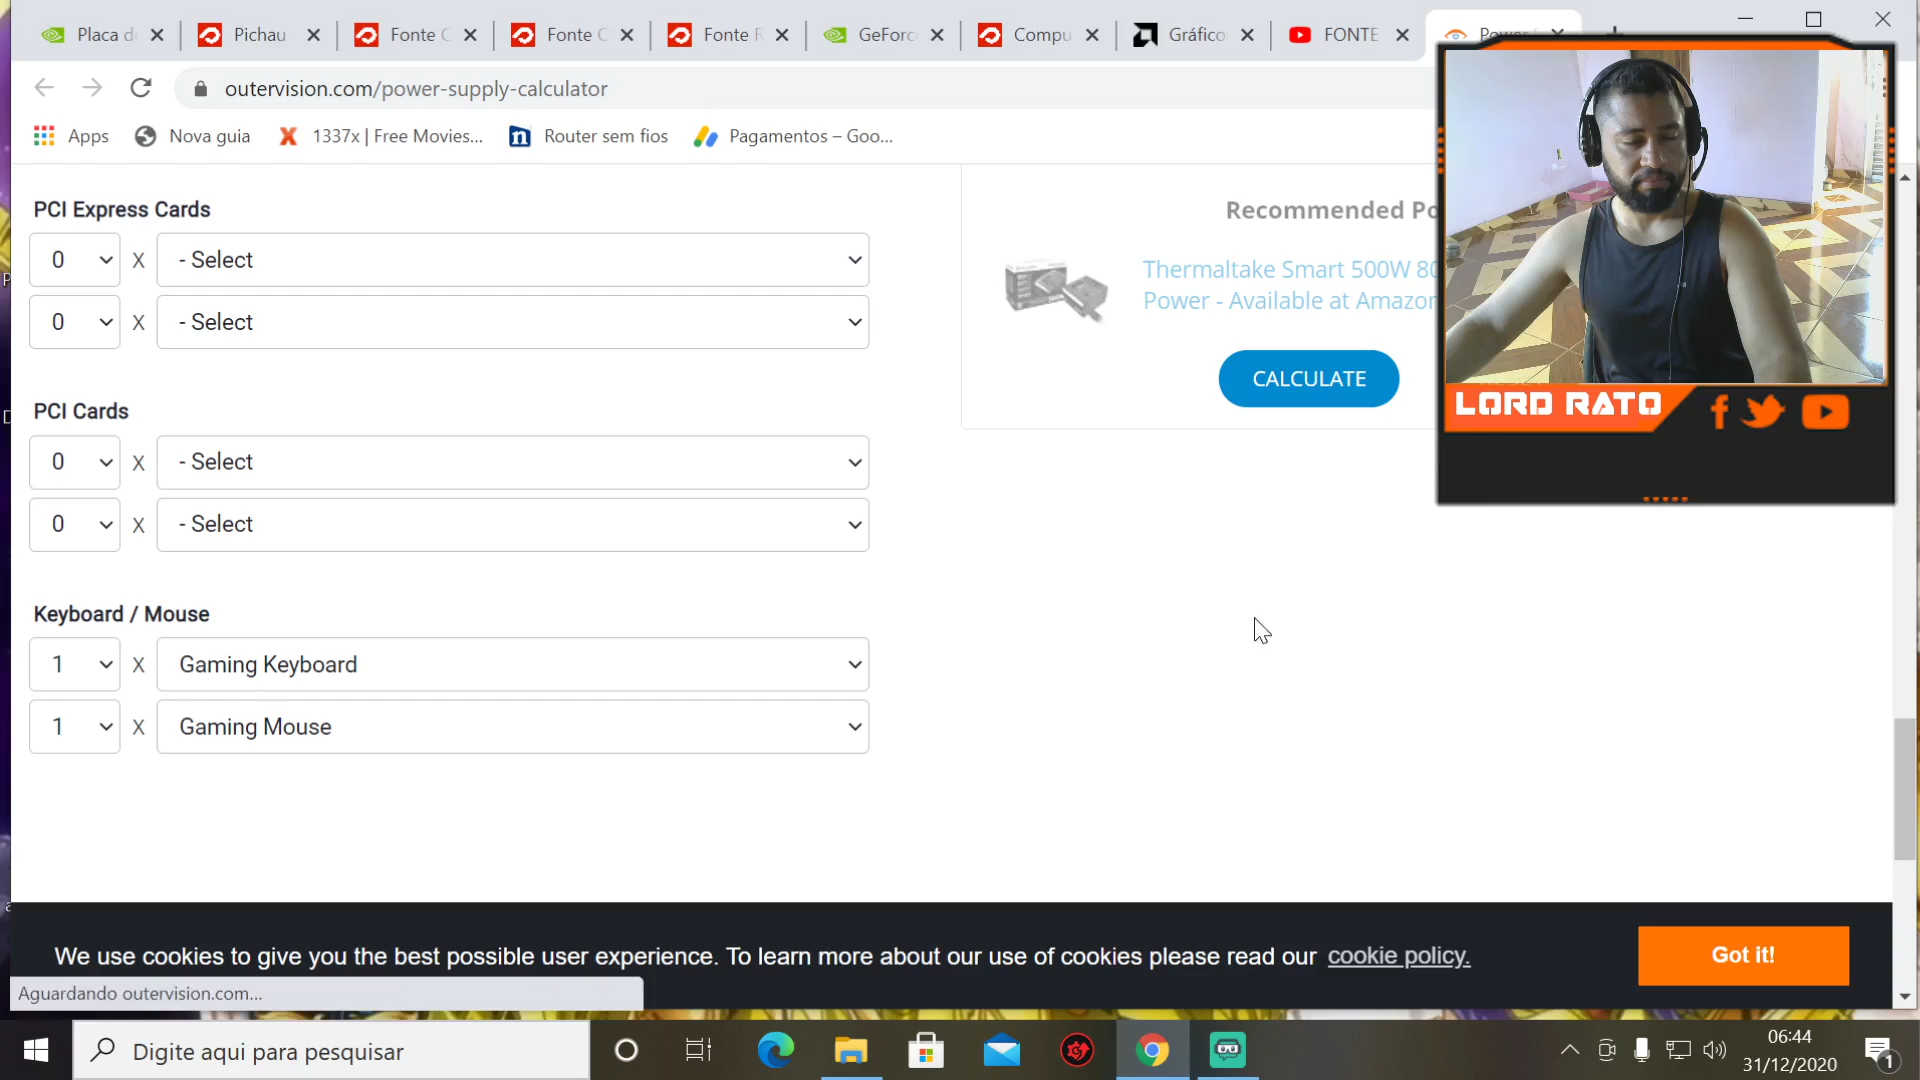 Placa d
Pichau
Fonte C
Fonte C
Fonte R
GeForc
Compu
Gráfico
FONTE
outervision.com/power-supply-calculator
Apps
Nova guia
1337x | Free Movies...
Router sem fios
Pagamentos – Goo...
PCI Express Cards
0 X - Select
0 X - Select
PCI Cards
0 X - Select
0 X - Select
Keyboard / Mouse
1 X Gaming Keyboard
1 X Gaming Mouse
Recommended Po
Thermaltake Smart 500W 80
Power - Available at Amazon
CALCULATE
LORD RATO
We use cookies to give you the best possible user experience. To learn more about our use of cookies please read our cookie policy.
Got it!
Aguardando outervision.com...
Digite aqui para pesquisar
06:44
31/12/2020
1